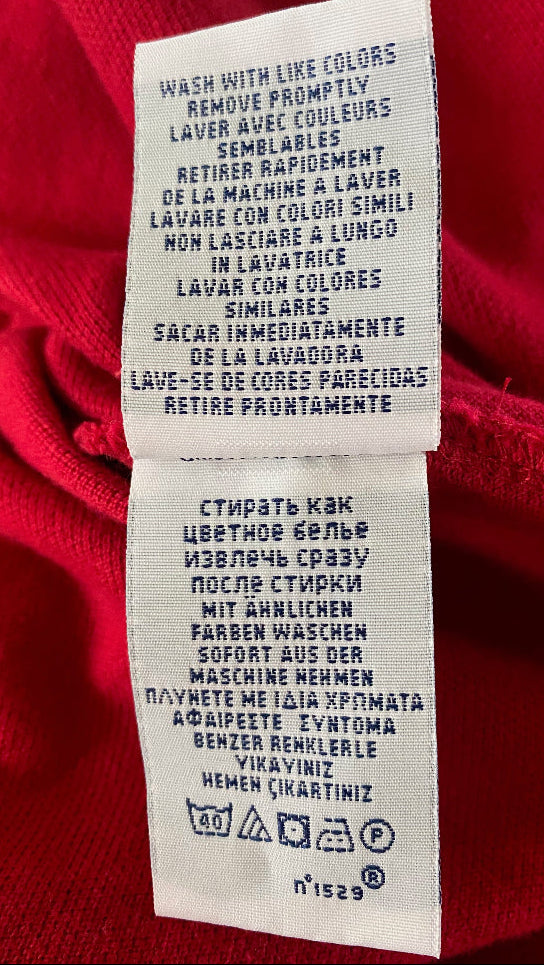 WASH WITH LIKE COLORS
REMOVE PROMPTLY
LAVER AVEC COULEURS
SEMBLABLES
RETIRER RAPIDEMENT
DE LA MACHINE A LAVER
LAVARE CON COLORI SIMILI
NON LASCIARE A LUNGO
IN LAVATRICE
LAVAR CON COLORES
SIMILARES
SACAR INMEDIATAMENTE
DE LA LAVADORA
LAVE-SE DE CORES PARECIDAS
RETIRE PRONTAMENTE
стирать как
цветное белье
извлечь сразу
после стирки
MIT ÄHNLICHEN
FARBEN WASCHEN
SOFORT AUS DER
MASCHINE NEHMEN
ΠΛΥΝΕΤΕ ΜΕ ΙΔΙΑ ΧΡΩΜΑΤΑ
ΑΦΑΙΡΕΕΤΕ ΣΥΝΤΟΜΑ
BENZER RENKLERLE
YIKAYINIZ
HEMEN ÇIKARTINIZ
40 P
n°1529®